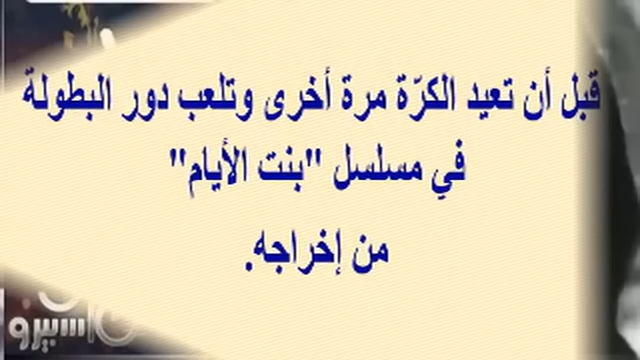 قبل أن تعيد الكرّة مرة أخرى وتلعب دور البطولة
في مسلسل "بنت الأيام"
من إخراجه.